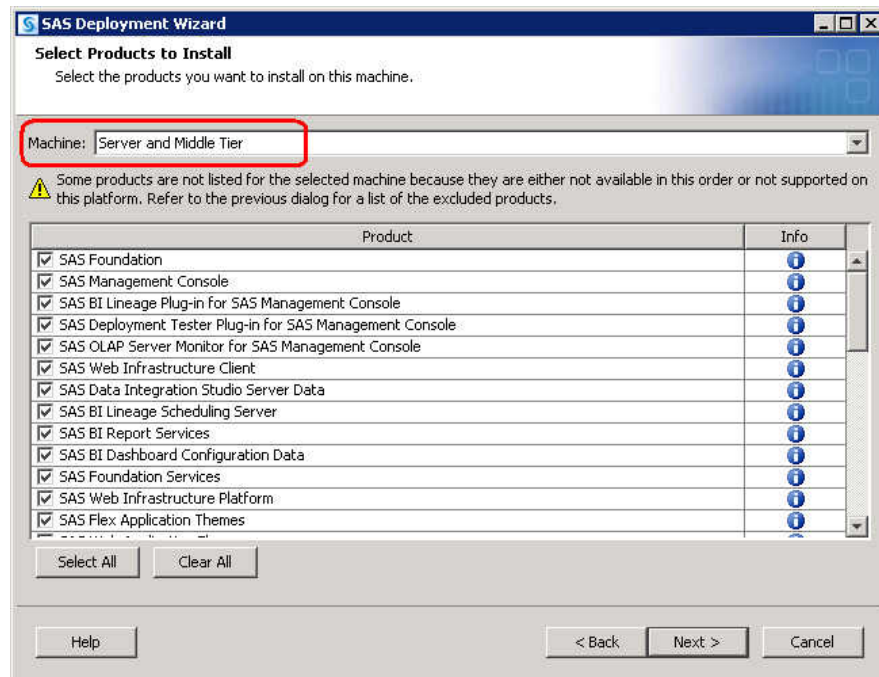 SAS Deployment Wizard
Select Products to Install
Select the products you want to install on this machine.
Machine: Server and Middle Tier
Some products are not listed for the selected machine because they are either not available in this order or not supported on
this platform. Refer to the previous dialog for a list of the excluded products.
Product Info
SAS Foundation
SAS Management Console
SAS BI Lineage Plug-in for SAS Management Console
SAS Deployment Tester Plug-in for SAS Management Console
SAS OLAP Server Monitor for SAS Management Console
SAS Web Infrastructure Client
SAS Data Integration Studio Server Data
SAS BI Lineage Scheduling Server
SAS BI Report Services
SAS BI Dashboard Configuration Data
SAS Foundation Services
SAS Web Infrastructure Platform
SAS Flex Application Themes
Select All Clear All
Help < Back Next > Cancel